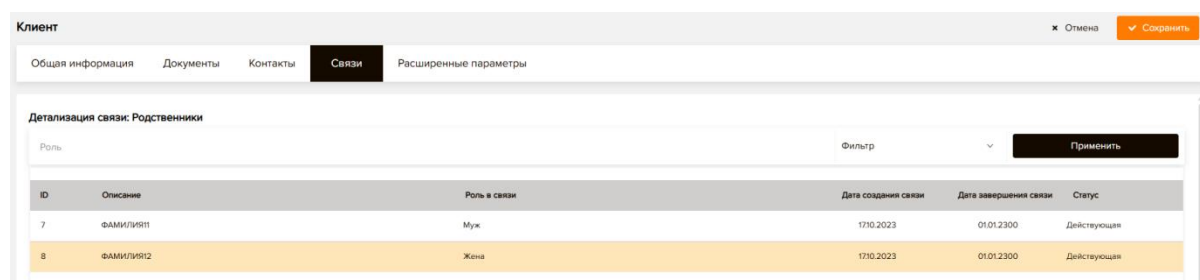 Клиент
× Отмена
✔ Сохранить
Общая информация Документы Контакты Связи Расширенные параметры
Детализация связи: Родственники
Роль Фильтр Применить
ID Описание Роль в связи Дата создания связи Дата завершения связи Статус
7 ФАМИЛИЯ11 Муж 17.10.2023 01.01.2300 Действующая
8 ФАМИЛИЯ12 Жена 17.10.2023 01.01.2300 Действующая